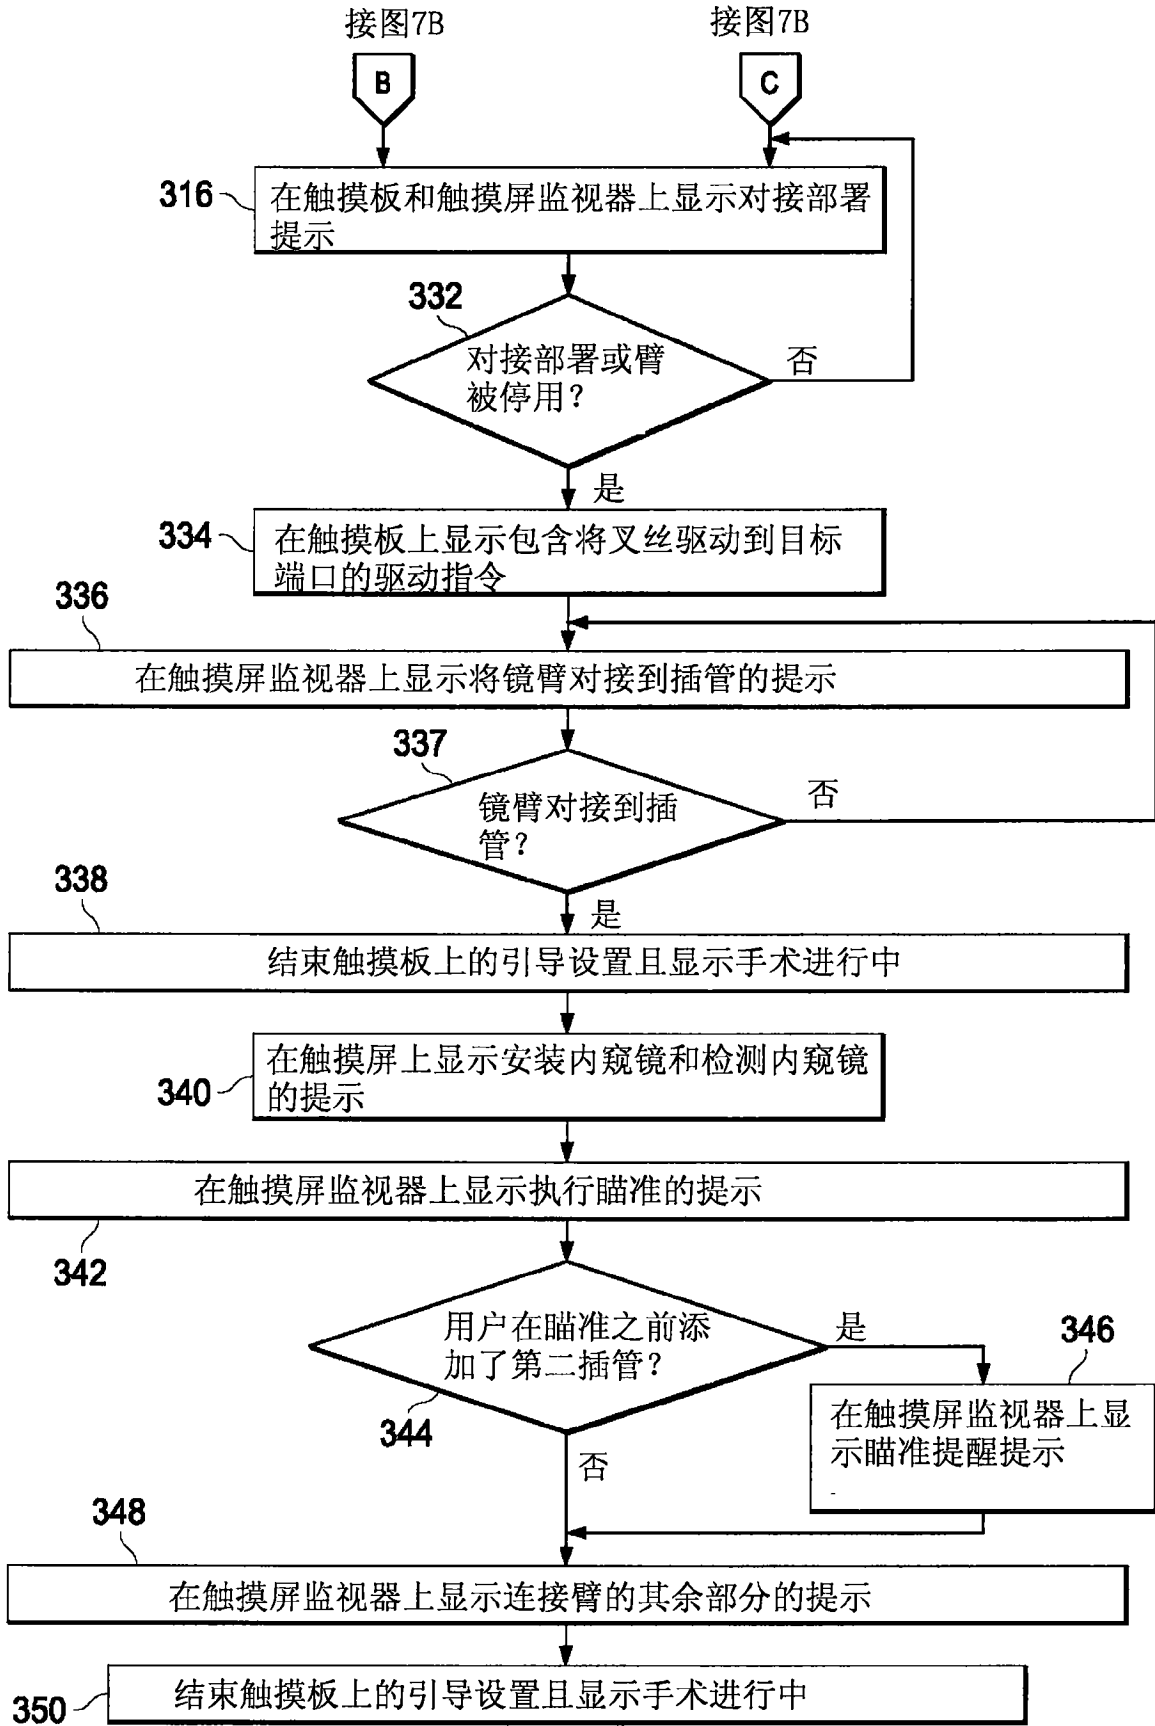 接图7B
接图7B
B
C
316
在触摸板和触摸屏监视器上显示对接部署
提示
332
对接部署或臂
被停用？
否
是
334
在触摸板上显示包含将叉丝驱动到目标
端口的驱动指令
336
在触摸屏监视器上显示将镜臂对接到插管的提示
337
镜臂对接到插
管？
否
338
是
结束触摸板上的引导设置且显示手术进行中
340
在触摸屏上显示安装内窥镜和检测内窥镜
的提示
在触摸屏监视器上显示执行瞄准的提示
342
用户在瞄准之前添
加了第二插管？
是
346
344
否
在触摸屏监视器上显
示瞄准提醒提示
348
在触摸屏监视器上显示连接臂的其余部分的提示
350
结束触摸板上的引导设置且显示手术进行中